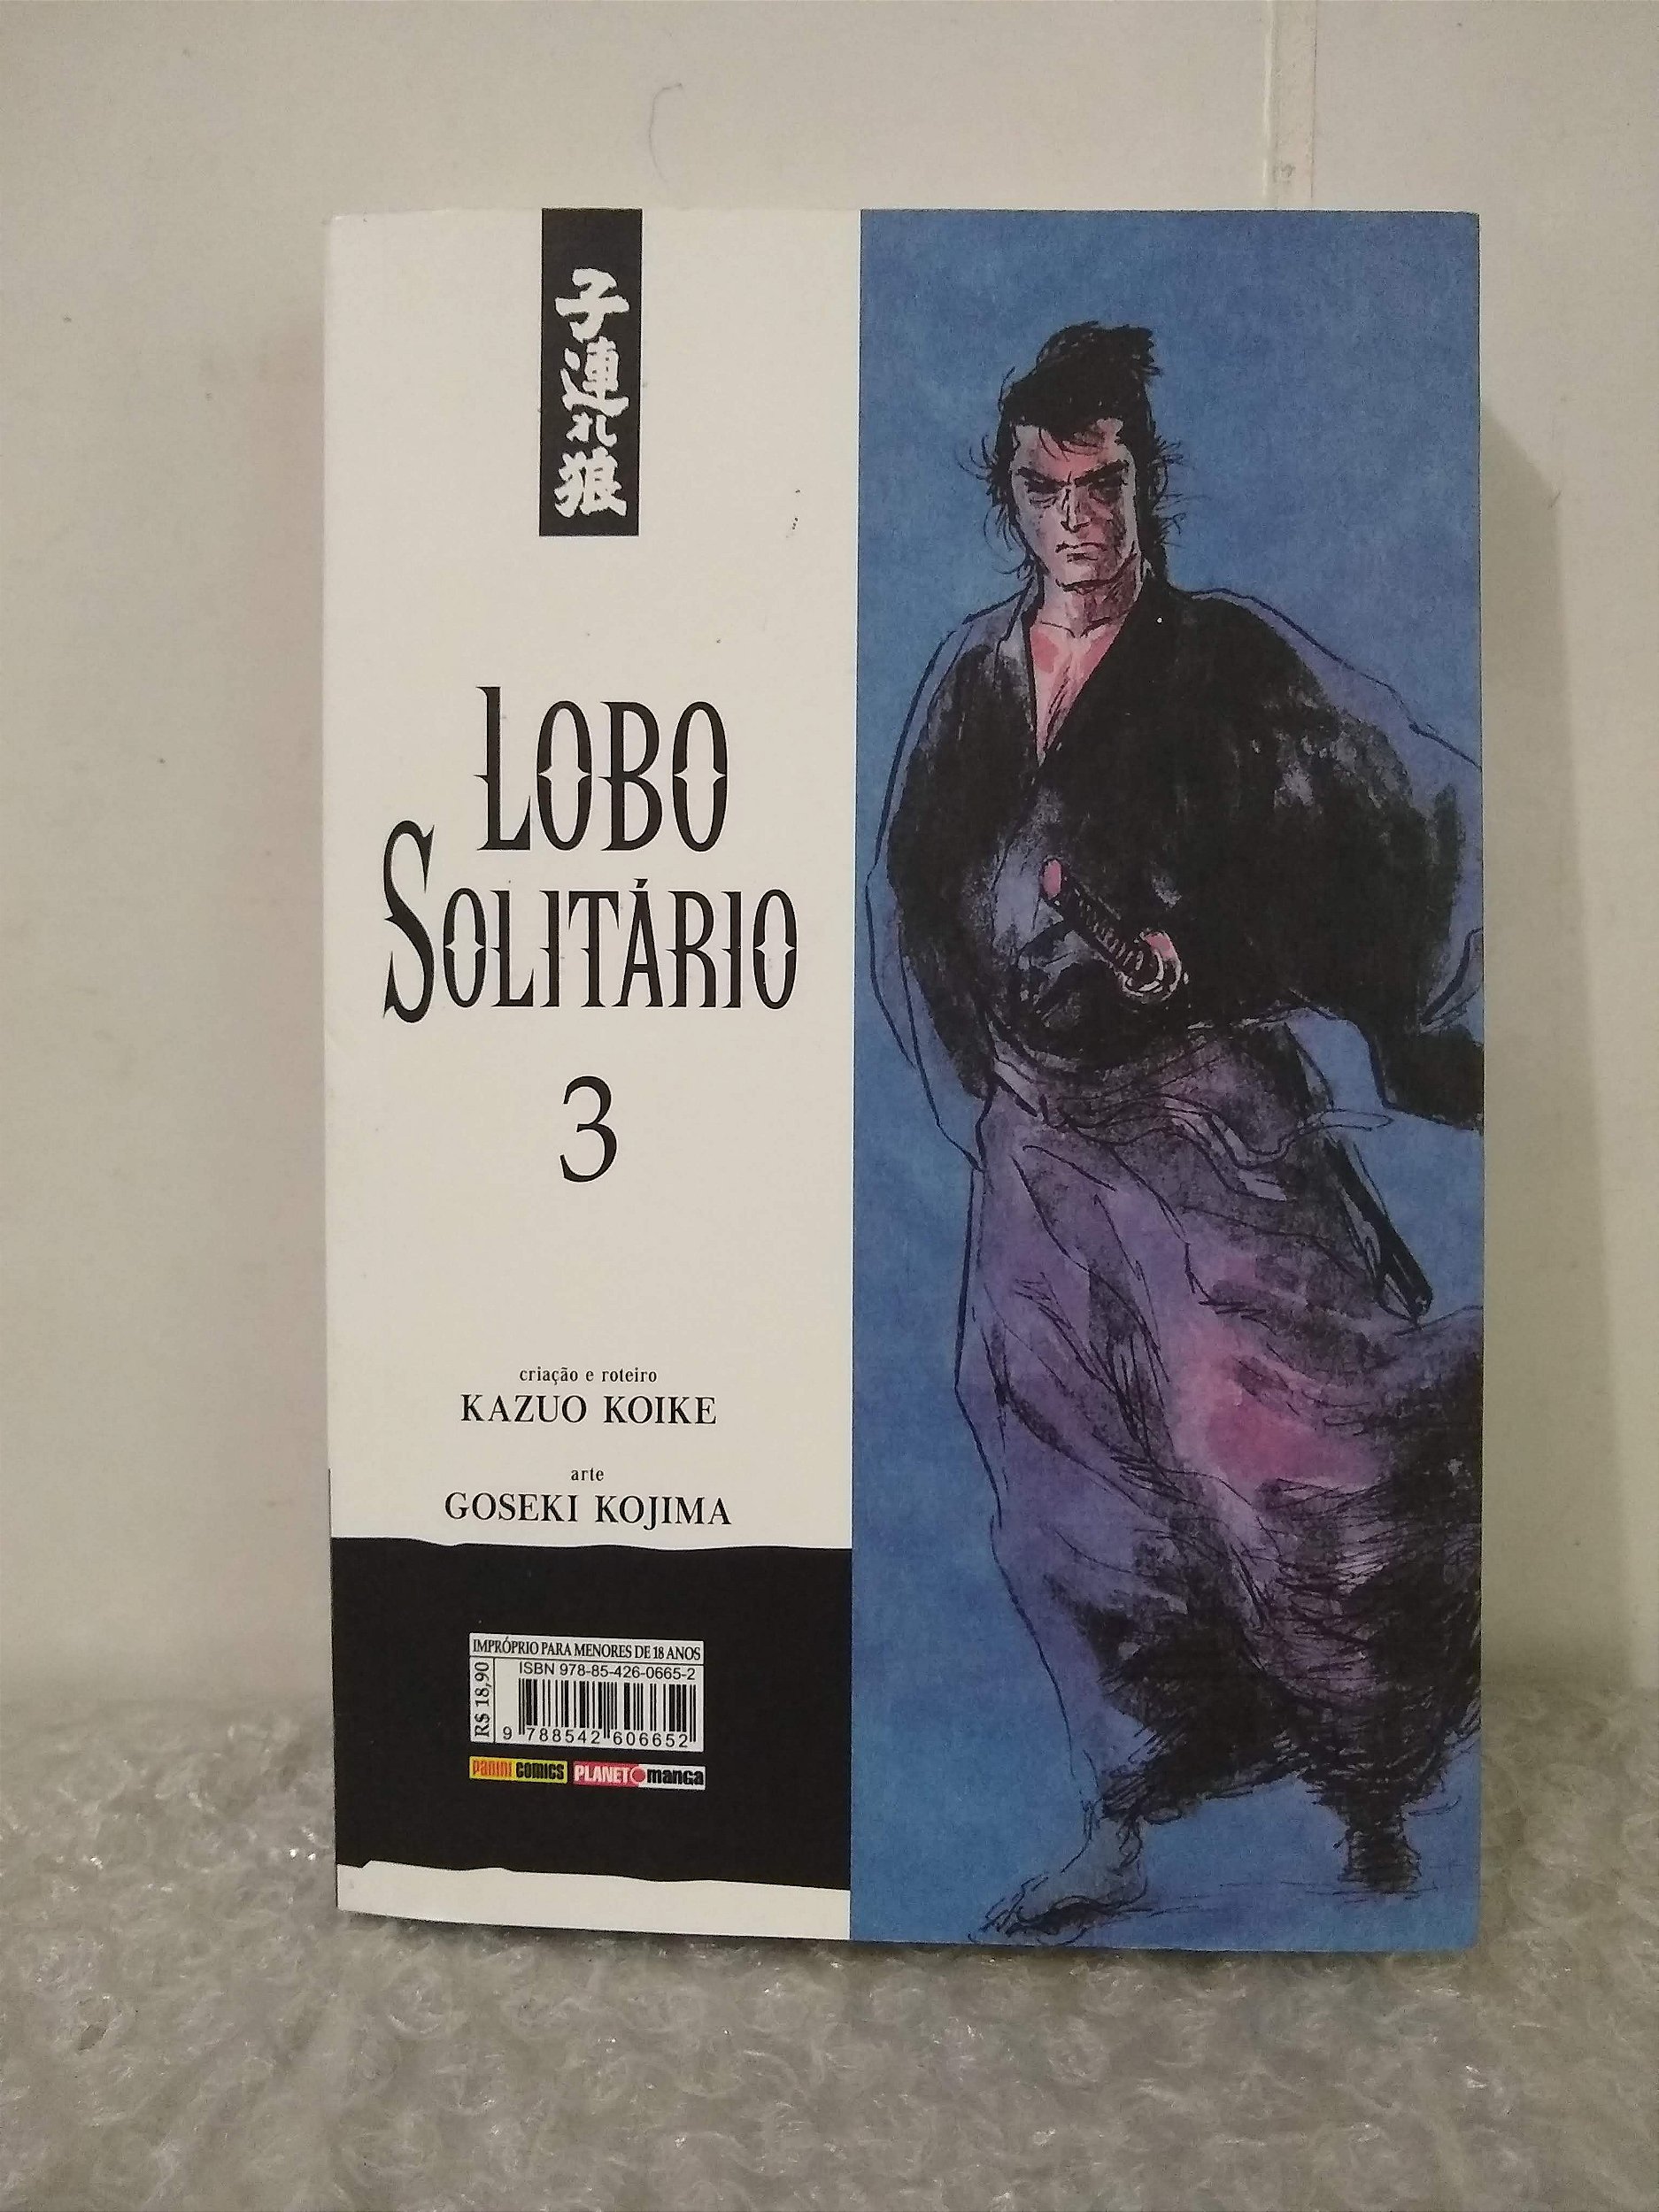 子連れ狼
LOBO
SOLITÁRIO
3
criação e roteiro
KAZUO KOIKE
arte
GOSEKI KOJIMA
IMPRÓPRIO PARA MENORES DE 18 ANOS
ISBN 978-85-426-0665-2
R$ 18,90
9 788542 606652
PANINI COMICS PLANET manga